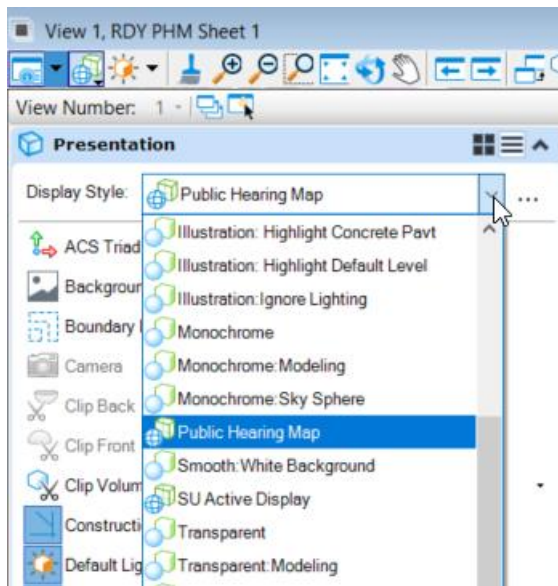 View 1, RDY PHM Sheet 1
View Number: 1
Presentation
Display Style: Public Hearing Map
ACS Triad
Illustration: Highlight Concrete Pavt
Illustration: Highlight Default Level
Illustration:Ignore Lighting
Boundary
Monochrome
Camera
Monochrome:Modeling
Clip Back
Monochrome:Sky Sphere
Clip Front
Public Hearing Map
Smooth:White Background
SU Active Display
Transparent
Default
Transparent:Modeling